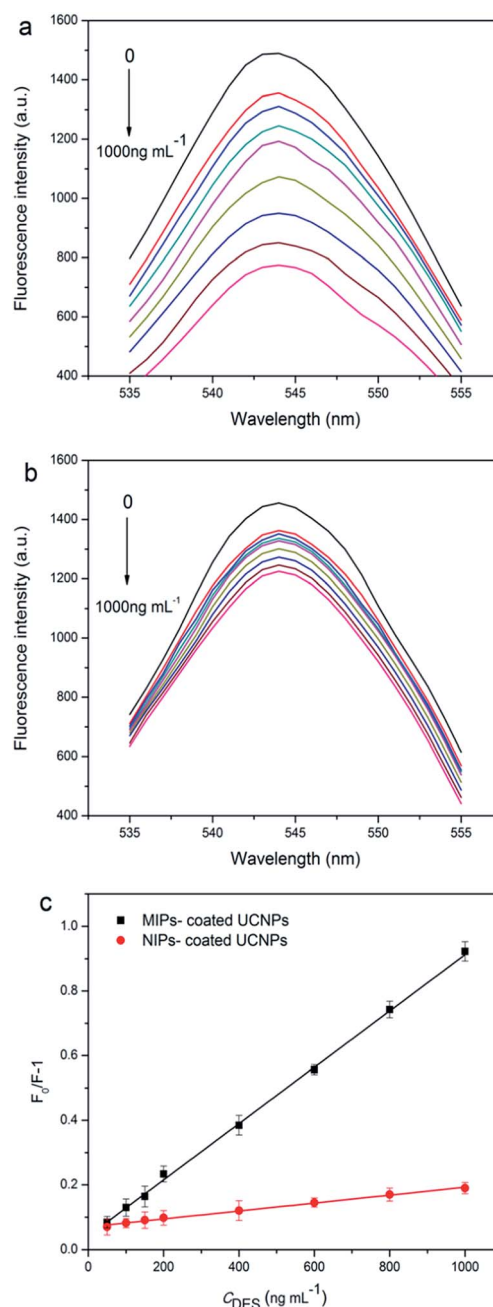 a
1600
1400
1200
1000
800
600
400
0
1000ng mL⁻¹
Fluorescence intensity (a.u.)
535 540 545 550 555
Wavelength (nm)
b
1600
1400
1200
1000
800
600
400
0
1000ng mL⁻¹
Fluorescence intensity (a.u.)
535 540 545 550 555
Wavelength (nm)
c
MIPs- coated UCNPs
NIPs- coated UCNPs
1.0
0.8
0.6
0.4
0.2
0.0
F₀/F-1
0 200 400 600 800 1000
C_DES (ng mL⁻¹)